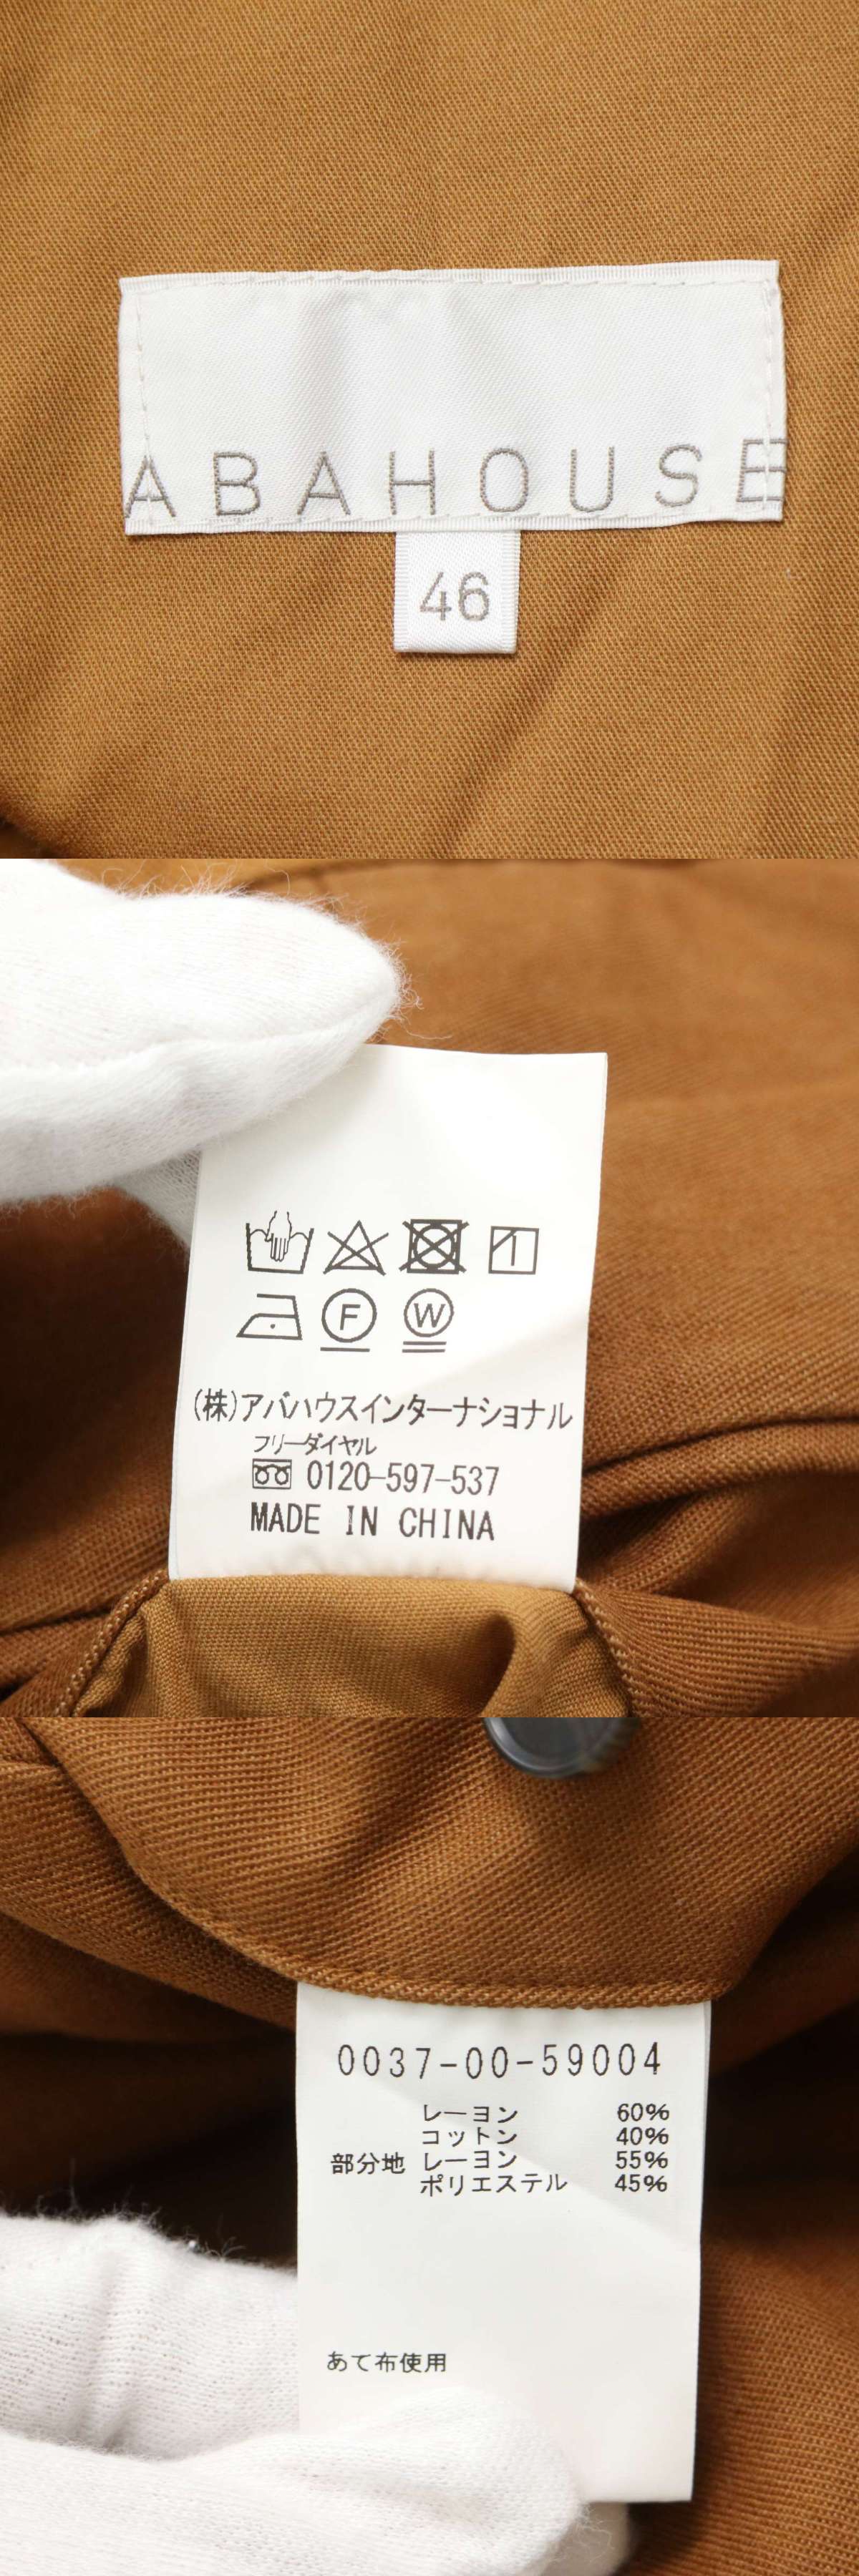 ABAHOUSE
46
F W
(株)アバハウスインターナショナル
フリーダイヤル
0120-597-537
MADE IN CHINA
0037-00-59004
レーヨン 60%
コットン 40%
部分地 レーヨン 55%
ポリエステル 45%
あて布使用